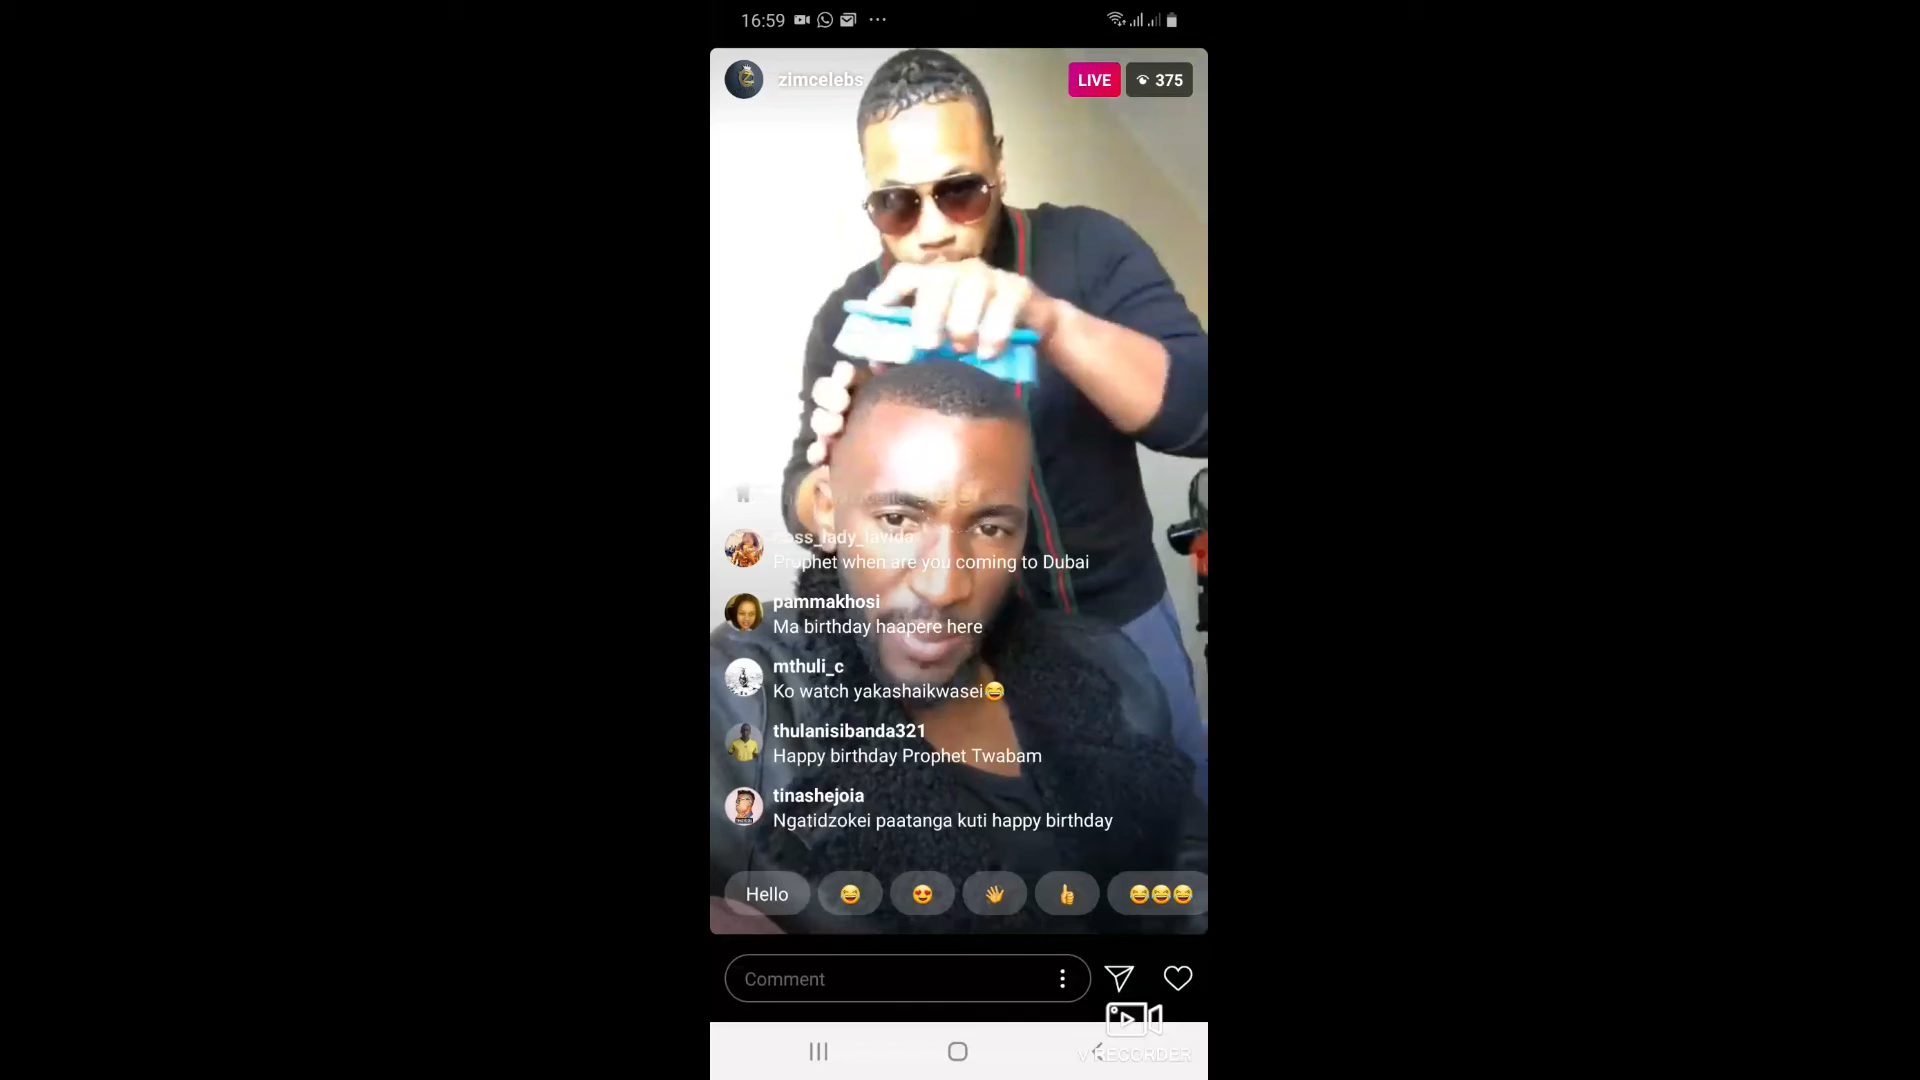 16:59
zimcelebs
LIVE
375
Prophet when are you coming to Dubai
pammakhosi
Ma birthday haapere here
mthuli_c
Ko watch yakashaikwasei😂
thulanisibanda321
Happy birthday Prophet Twabam
tinashejoia
Ngatidzokei paatanga kuti happy birthday
Hello
Comment
V RECORDER